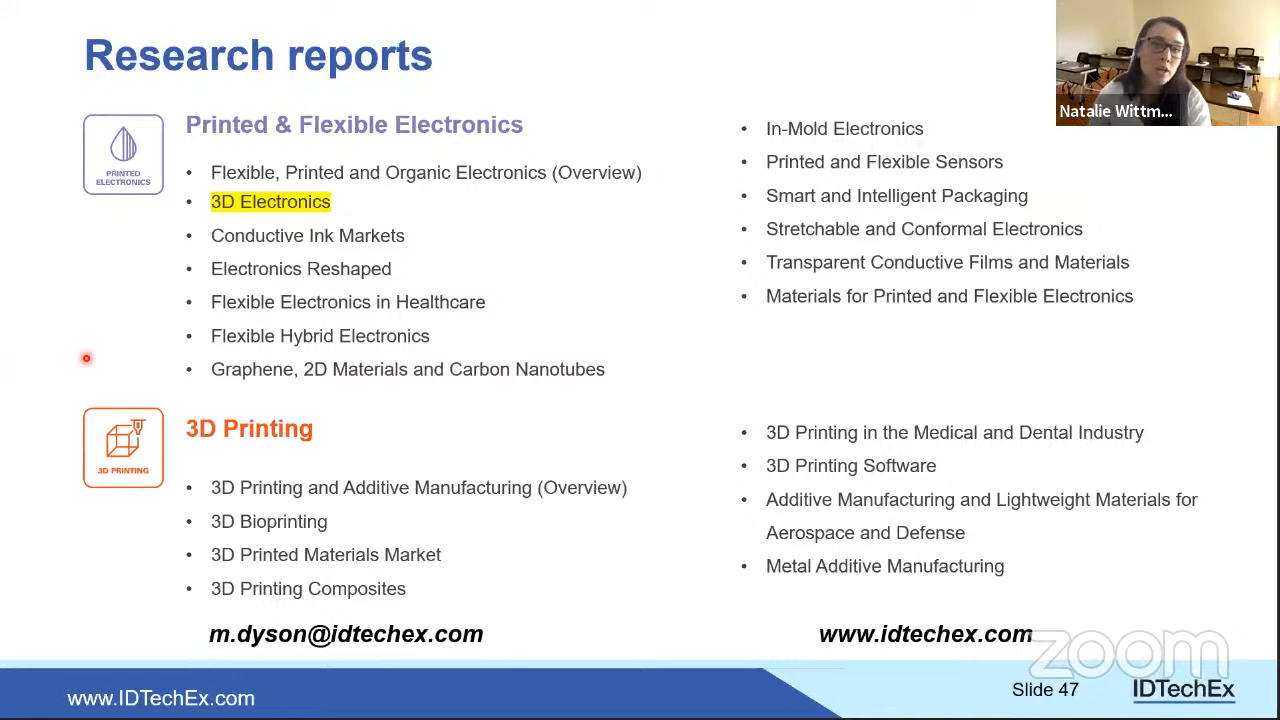 Research reports
Natalie Wittm...
PRINTED
ELECTRONICS
Printed & Flexible Electronics
• Flexible, Printed and Organic Electronics (Overview)
• 3D Electronics
• Conductive Ink Markets
• Electronics Reshaped
• Flexible Electronics in Healthcare
• Flexible Hybrid Electronics
• Graphene, 2D Materials and Carbon Nanotubes
• In-Mold Electronics
• Printed and Flexible Sensors
• Smart and Intelligent Packaging
• Stretchable and Conformal Electronics
• Transparent Conductive Films and Materials
• Materials for Printed and Flexible Electronics
3D PRINTING
3D Printing
• 3D Printing and Additive Manufacturing (Overview)
• 3D Bioprinting
• 3D Printed Materials Market
• 3D Printing Composites
• 3D Printing in the Medical and Dental Industry
• 3D Printing Software
• Additive Manufacturing and Lightweight Materials for
Aerospace and Defense
• Metal Additive Manufacturing
m.dyson@idtechex.com
www.idtechex.com
zoom
www.IDTechEx.com
Slide 47
IDTechEx